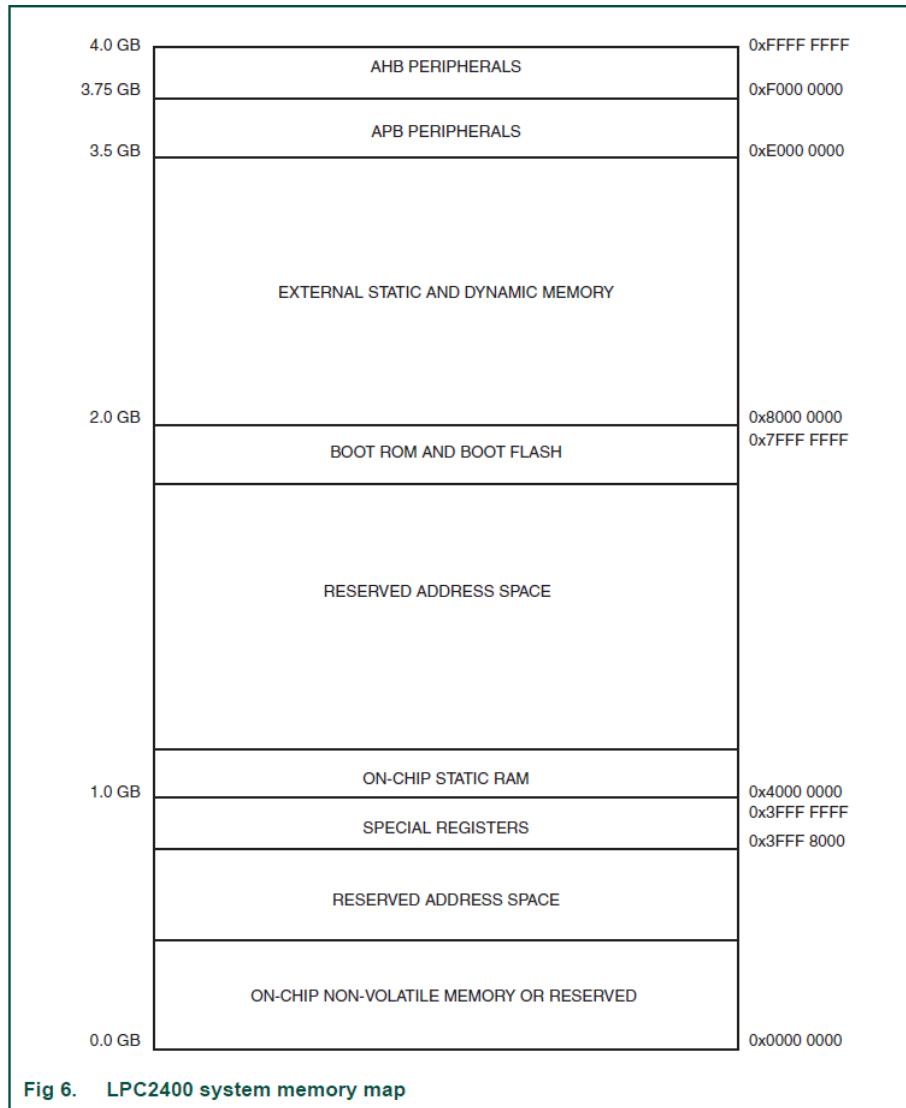 4.0 GB 0xFFFF FFFF
AHB PERIPHERALS
3.75 GB 0xF000 0000
APB PERIPHERALS
3.5 GB 0xE000 0000
EXTERNAL STATIC AND DYNAMIC MEMORY
2.0 GB 0x8000 0000
0x7FFF FFFF
BOOT ROM AND BOOT FLASH
RESERVED ADDRESS SPACE
ON-CHIP STATIC RAM
1.0 GB 0x4000 0000
0x3FFF FFFF
SPECIAL REGISTERS
0x3FFF 8000
RESERVED ADDRESS SPACE
ON-CHIP NON-VOLATILE MEMORY OR RESERVED
0.0 GB 0x0000 0000
Fig 6. LPC2400 system memory map